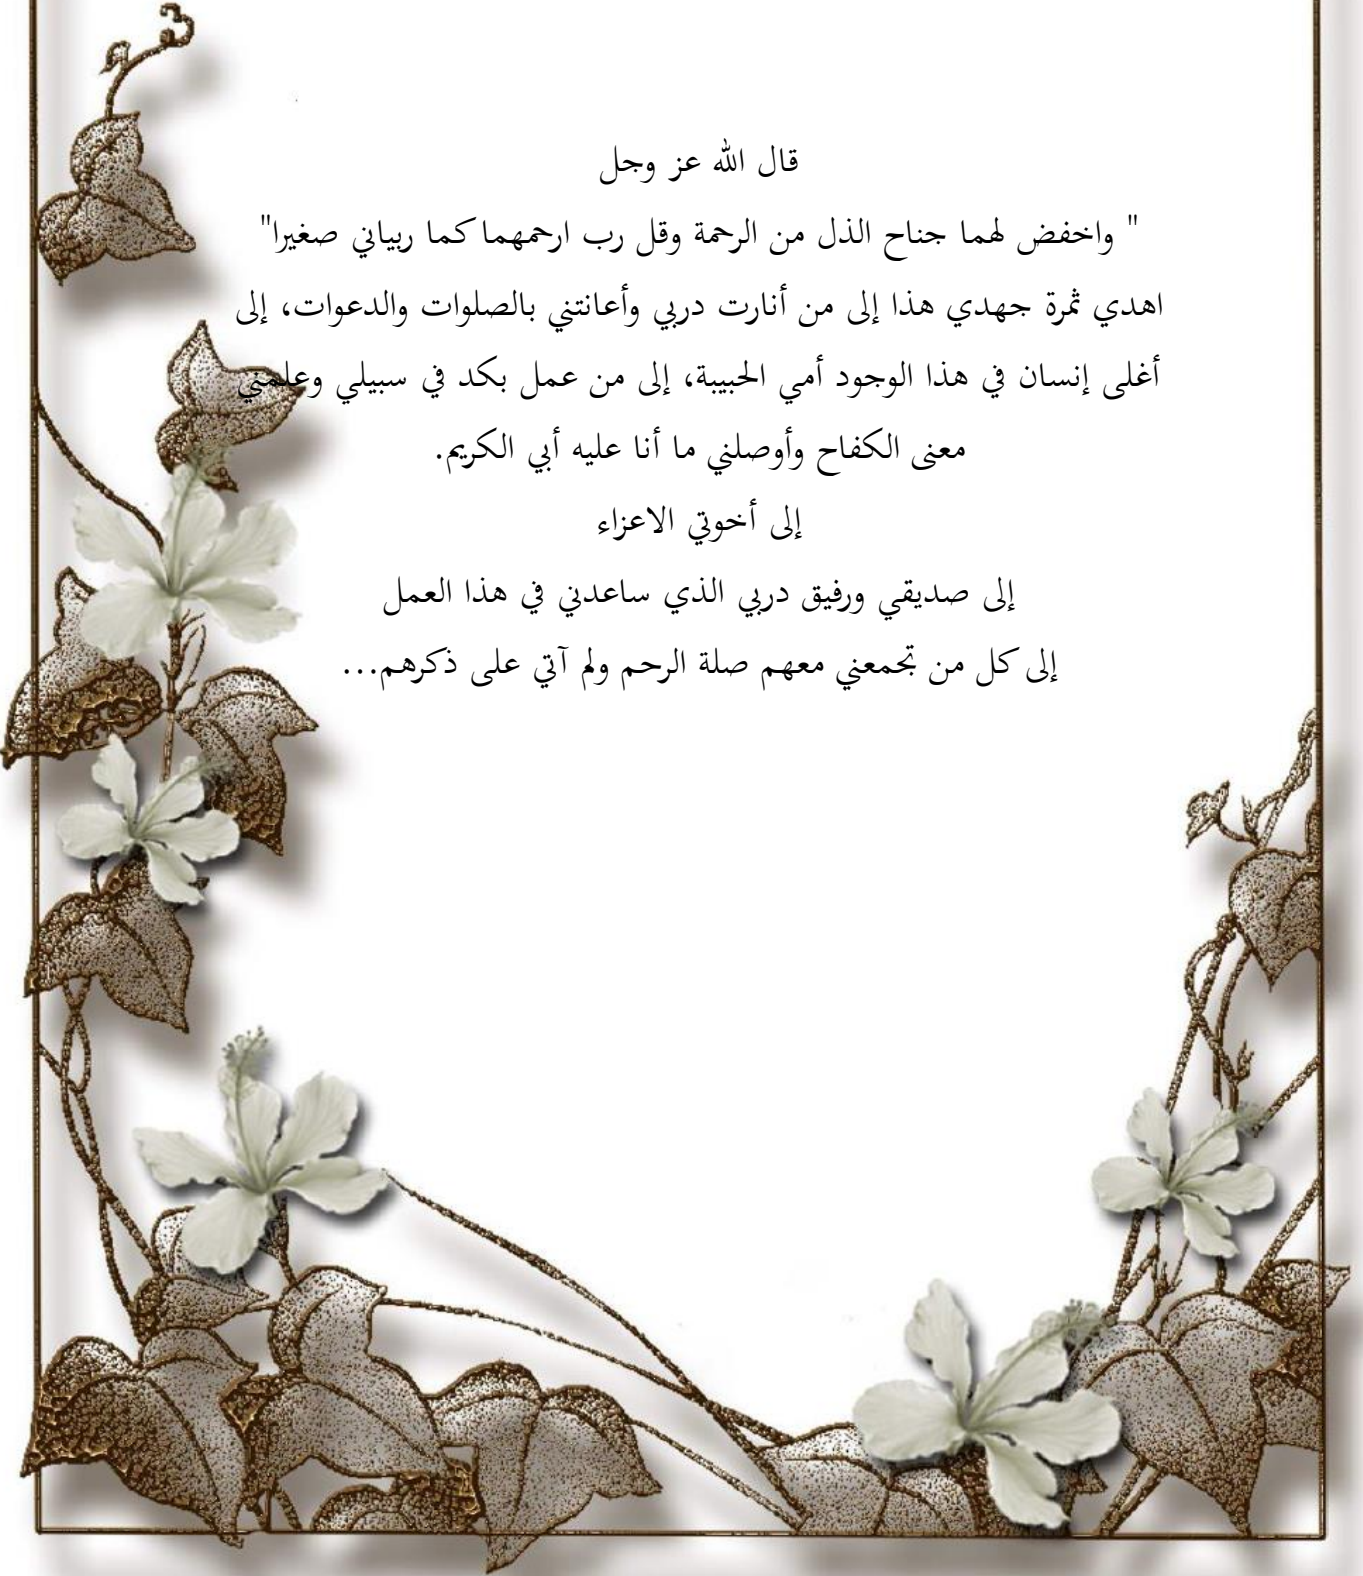 قال الله عز وجل
" واخفض لهما جناح الذل من الرحمة وقل رب ارحمهما كما ربياني صغيرا"
اهدي ثمرة جهدي هذا إلى من أنارت دربي وأعانتني بالصلوات والدعوات، إلى
أغلى إنسان في هذا الوجود أمي الحبيبة، إلى من عمل بكد في سبيلي وعلمني
معنى الكفاح وأوصلني ما أنا عليه أبي الكريم.
إلى أخوتي الاعزاء
إلى صديقي ورفيق دربي الذي ساعدني في هذا العمل
إلى كل من تجمعني معهم صلة الرحم ولم آتي على ذكرهم...